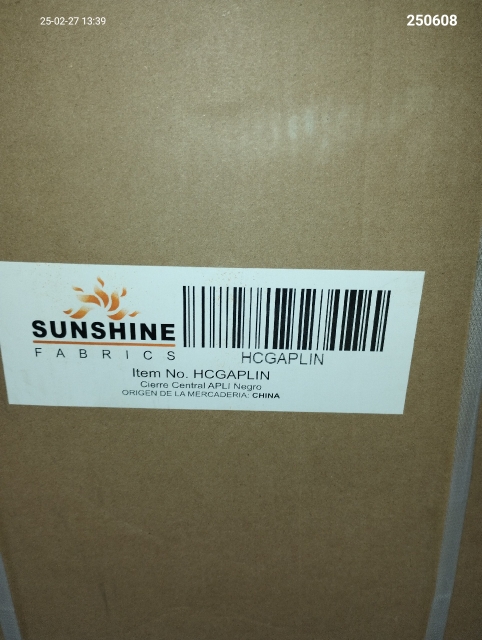 25-02-27 13:39
250608
SUNSHINE
FABRICS
HCGAPLIN
Item No. HCGAPLIN
Cierre Central APLI Negro
ORIGEN DE LA MERCADERIA: CHINA